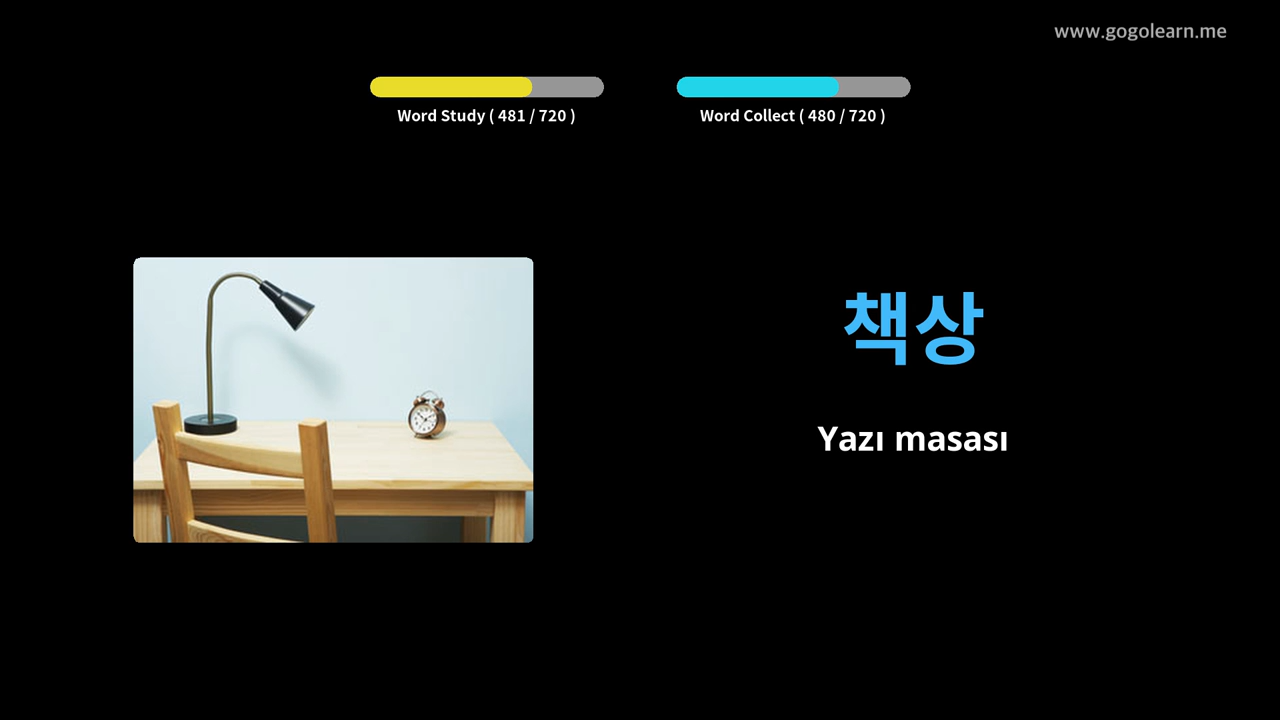 www.gogolearn.me
Word Study ( 481 / 720 )
Word Collect ( 480 / 720 )
책상
Yazı masası